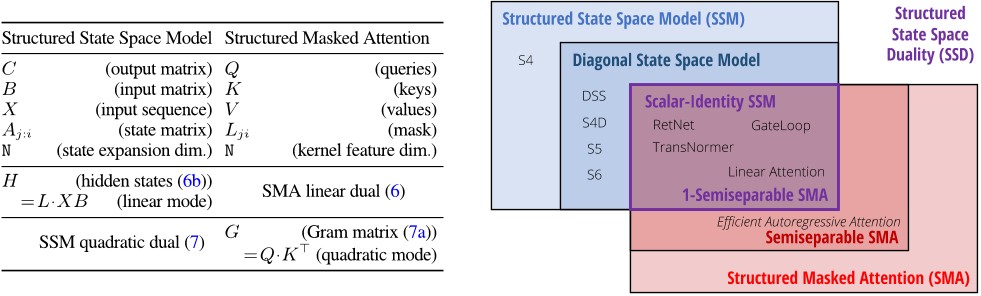 Structured State Space Model Structured Masked Attention
C (output matrix) Q (queries)
B (input matrix) K (keys)
X (input sequence) V (values)
A_{j:i} (state matrix) L_{ji} (mask)
N (state expansion dim.) N (kernel feature dim.)
H (hidden states (6b))
= L · XB (linear mode)
SMA linear dual (6)
SSM quadratic dual (7)
G (Gram matrix (7a))
= Q · K^⊤ (quadratic mode)
Structured State Space Model (SSM)
Structured
State Space
Duality (SSD)
S4
Diagonal State Space Model
DSS
S4D
S5
S6
Scalar-Identity SSM
RetNet GateLoop
TransNormer
Linear Attention
1-Semiseparable SMA
Efficient Autoregressive Attention
Semiseparable SMA
Structured Masked Attention (SMA)